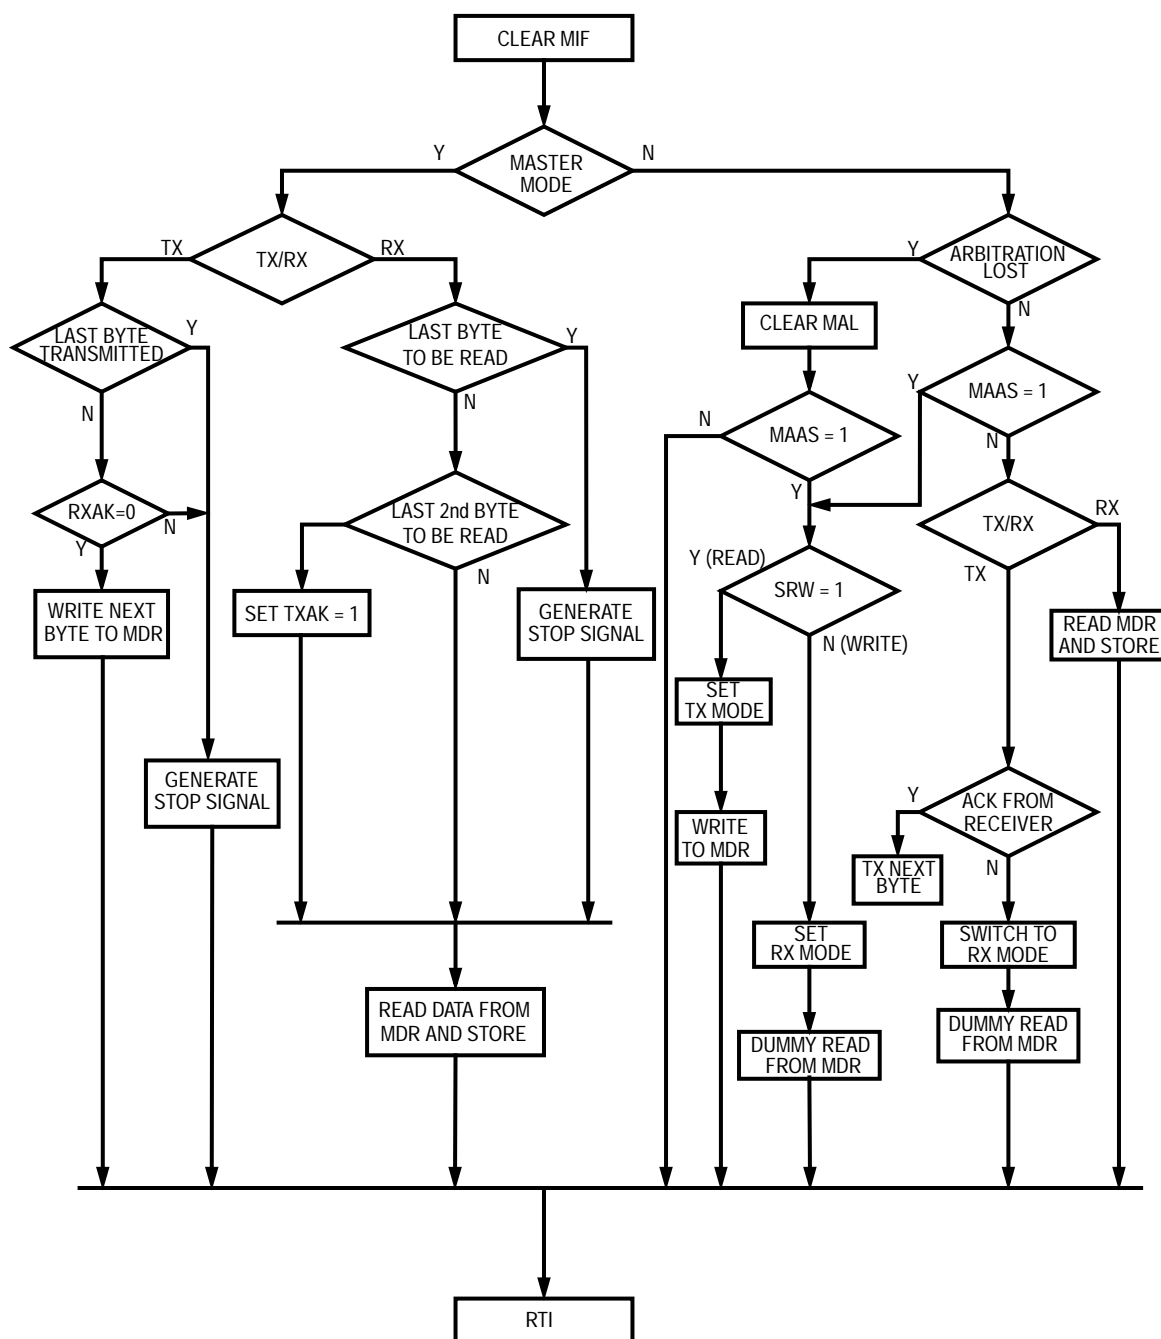 CLEAR MIF
Y
MASTER
MODE
N
TX
TX/RX
RX
Y
ARBITRATION
LOST
N
LAST BYTE
TRANSMITTED
Y
N
LAST BYTE
TO BE READ
Y
N
CLEAR MAL
Y
MAAS = 1
N
N
MAAS = 1
Y
RXAK=0
N
Y
LAST 2nd BYTE
TO BE READ
Y
N
TX/RX
RX
TX
Y (READ)
SRW = 1
N (WRITE)
WRITE NEXT
BYTE TO MDR
SET TXAK = 1
GENERATE
STOP SIGNAL
READ MDR
AND STORE
SET
TX MODE
GENERATE
STOP SIGNAL
WRITE
TO MDR
Y
ACK FROM
RECEIVER
N
TX NEXT
BYTE
SET
RX MODE
SWITCH TO
RX MODE
READ DATA FROM
MDR AND STORE
DUMMY READ
FROM MDR
DUMMY READ
FROM MDR
RTI